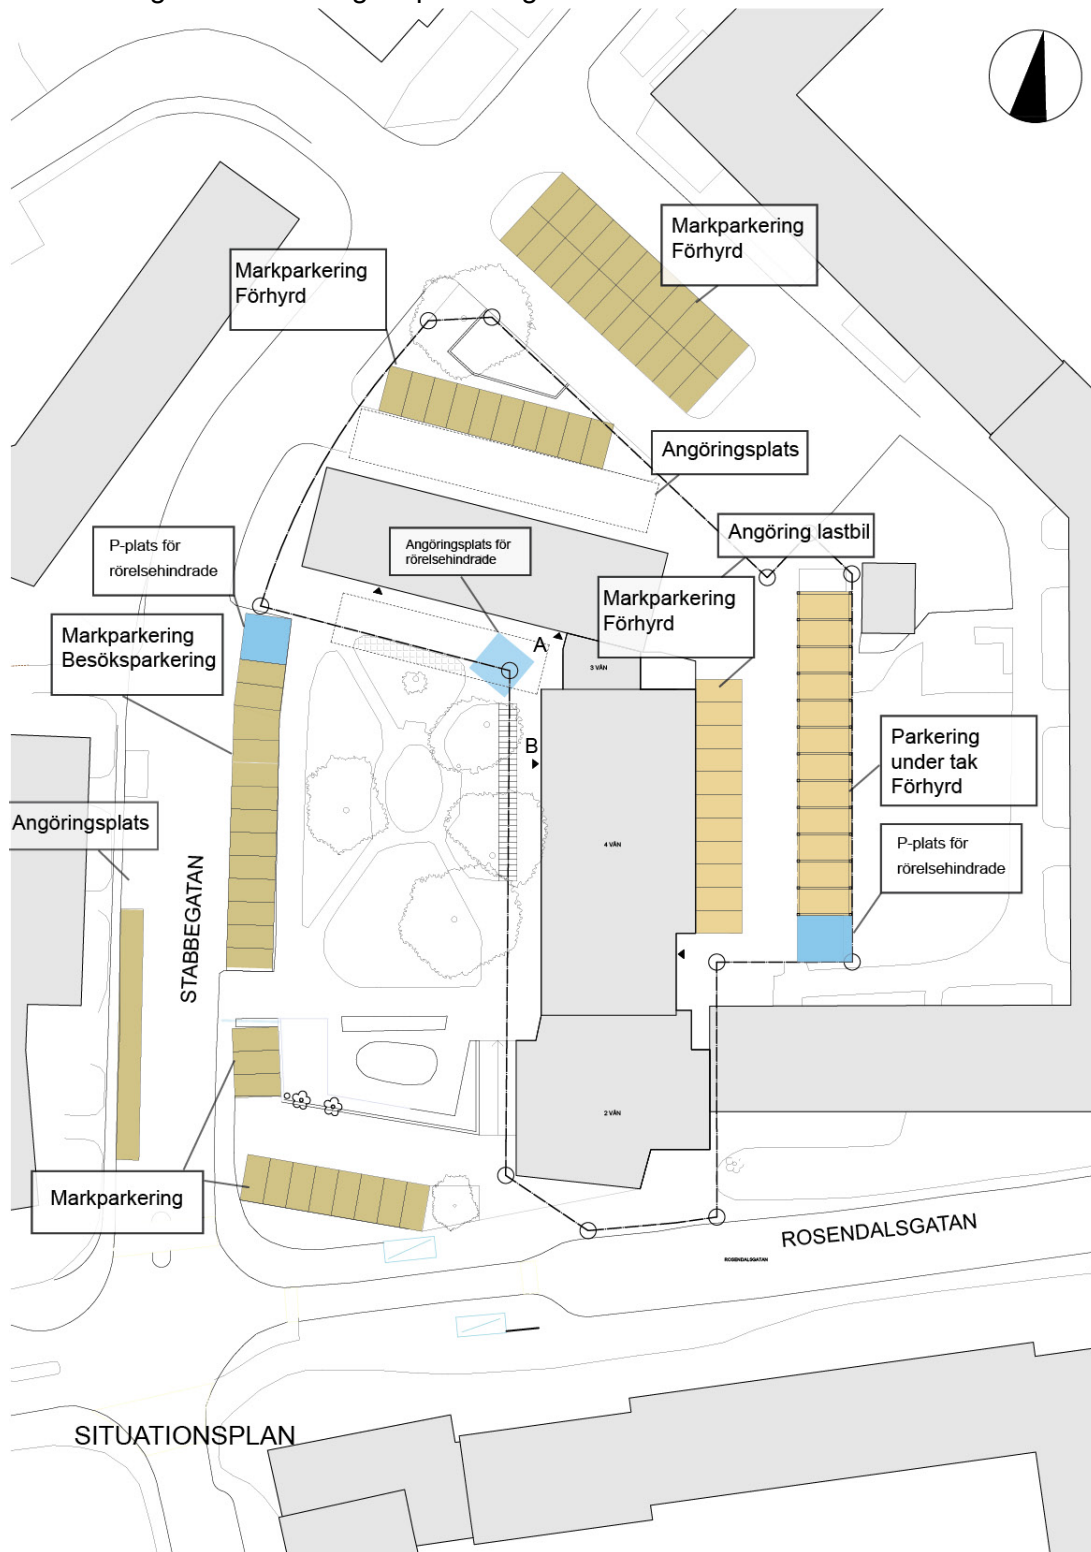 Markparkering
Förhyrd
Markparkering
Förhyrd
Angöringsplats
Angöring lastbil
P-plats för
rörelsehindrade
Angöringsplats för
rörelsehindrade
Markparkering
Förhyrd
Markparkering
Besöksparkering
A
3 VÅN
B
Parkering
under tak
Förhyrd
Angöringsplats
4 VÅN
P-plats för
rörelsehindrade
STABBEGATAN
2 VÅN
Markparkering
ROSENDALSGATAN
ROSENDALSGATAN
SITUATIONSPLAN